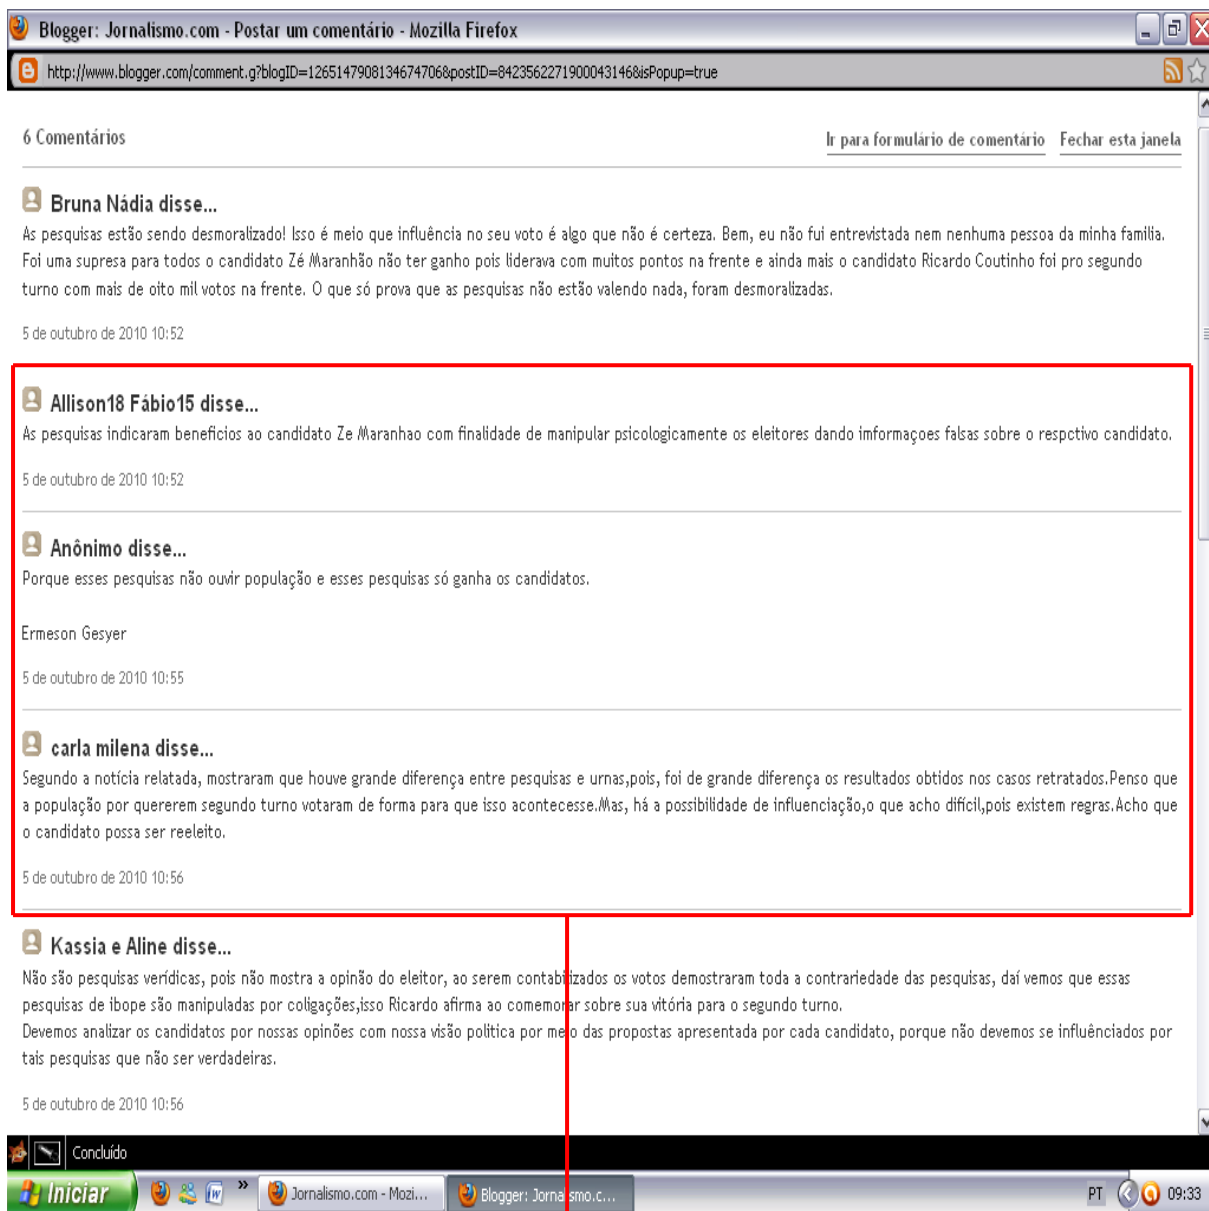 Blogger: Jornalismo.com - Postar um comentário - Mozilla Firefox
http://www.blogger.com/comment.g?blogID=1265147908134674706&postID=8423562271900043146&isPopup=true
6 Comentários
Ir para formulário de comentário Fechar esta janela
Bruna Nádia disse...
As pesquisas estão sendo desmoralizado! Isso é meio que influência no seu voto é algo que não é certeza. Bem, eu não fui entrevistada nem nenhuma pessoa da minha familia.
Foi uma supresa para todos o candidato Zé Maranhão não ter ganho pois liderava com muitos pontos na frente e ainda mais o candidato Ricardo Coutinho foi pro segundo
turno com mais de oito mil votos na frente. O que só prova que as pesquisas não estão valendo nada, foram desmoralizadas.
5 de outubro de 2010 10:52
Allison18 Fábio15 disse...
As pesquisas indicaram beneficios ao candidato Ze Maranhao com finalidade de manipular psicologicamente os eleitores dando imformaçoes falsas sobre o respctivo candidato.
5 de outubro de 2010 10:52
Anônimo disse...
Porque esses pesquisas não ouvir população e esses pesquisas só ganha os candidatos.
Ermeson Gesyer
5 de outubro de 2010 10:55
carla milena disse...
Segundo a notícia relatada, mostraram que houve grande diferença entre pesquisas e urnas,pois, foi de grande diferença os resultados obtidos nos casos retratados.Penso que
a população por quererem segundo turno votaram de forma para que isso acontecesse.Mas, há a possibilidade de influenciação,o que acho difícil,pois existem regras.Acho que
o candidato possa ser reeleito.
5 de outubro de 2010 10:56
Kassia e Aline disse...
Não são pesquisas verídicas, pois não mostra a opinão do eleitor, ao serem contabilizados os votos demostraram toda a contrariedade das pesquisas, daí vemos que essas
pesquisas de ibope são manipuladas por coligações,isso Ricardo afirma ao comemorar sobre sua vitória para o segundo turno.
Devemos analizar os candidatos por nossas opinões com nossa visão politica por meio das propostas apresentada por cada candidato, porque não devemos se influênciados por
tais pesquisas que não ser verdadeiras.
5 de outubro de 2010 10:56
Concluído
Iniciar » Jornalismo.com - Mozi... Blogger: Jornalismo.c... PT 09:33